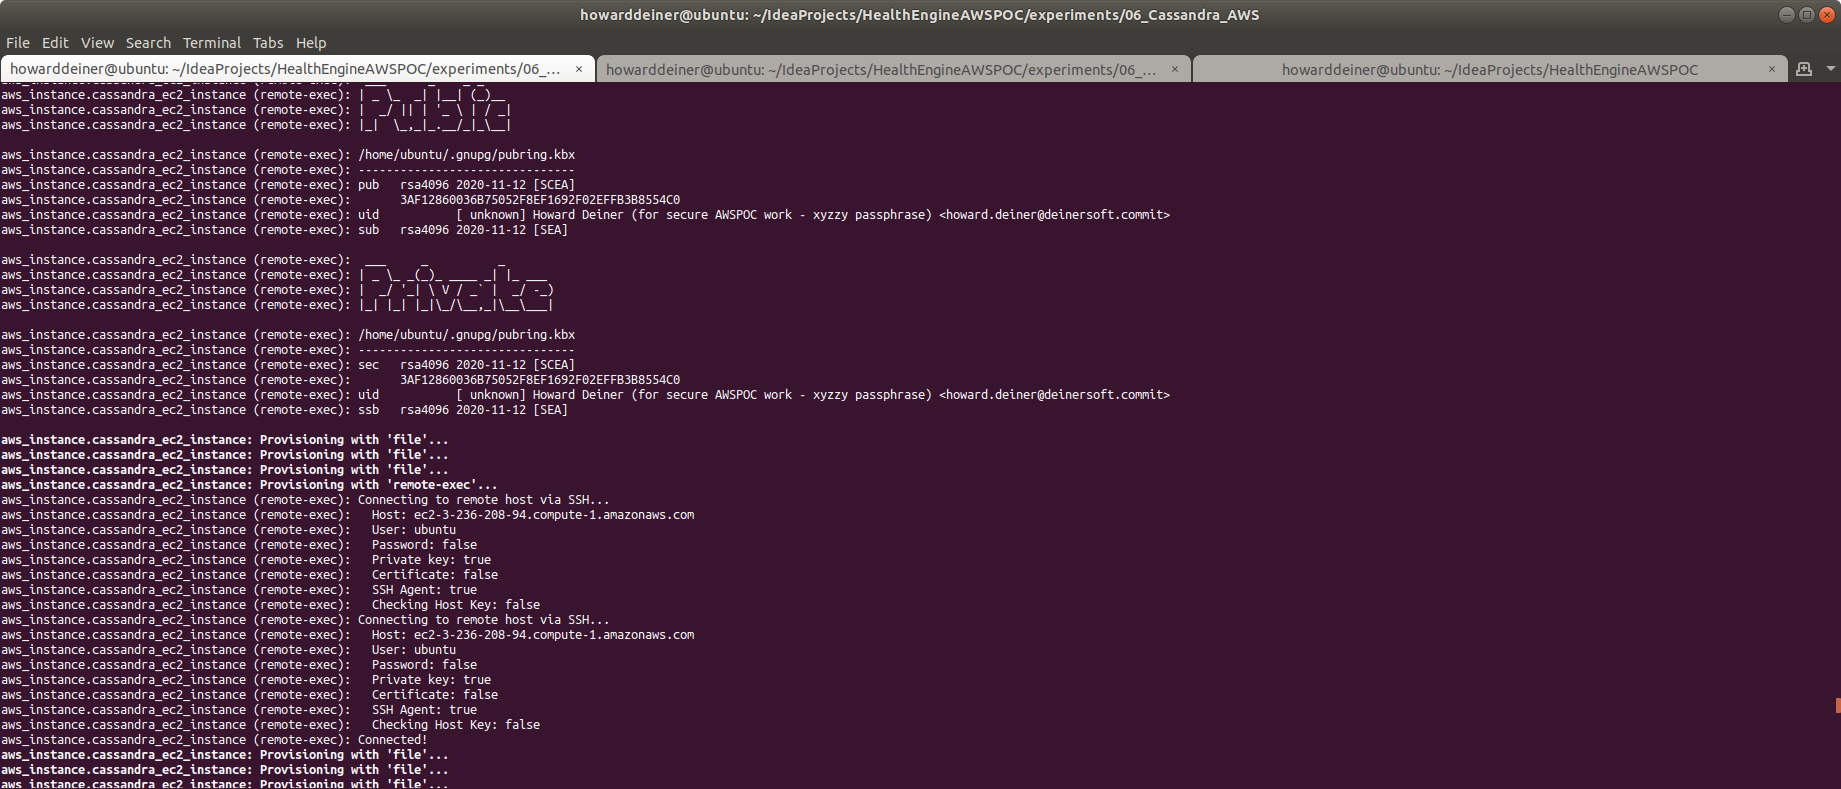 howarddeiner@ubuntu: ~/IdeaProjects/HealthEngineAWSPOC/experiments/06_Cassandra_AWS
File Edit View Search Terminal Tabs Help
howarddeiner@ubuntu: ~/IdeaProjects/HealthEngineAWSPOC/experiments/06_... × howarddeiner@ubuntu: ~/IdeaProjects/HealthEngineAWSPOC/experiments/06_... × howarddeiner@ubuntu: ~/IdeaProjects/HealthEngineAWSPOC ×
aws_instance.cassandra_ec2_instance (remote-exec):  ___      _    _ _
aws_instance.cassandra_ec2_instance (remote-exec): | _ \_  _| |__| (_)__
aws_instance.cassandra_ec2_instance (remote-exec): |  _/ || | '_ \ | / _|
aws_instance.cassandra_ec2_instance (remote-exec): |_|  \_,_|_.__/_|_\__|
aws_instance.cassandra_ec2_instance (remote-exec): /home/ubuntu/.gnupg/pubring.kbx
aws_instance.cassandra_ec2_instance (remote-exec): -------------------------------
aws_instance.cassandra_ec2_instance (remote-exec): pub   rsa4096 2020-11-12 [SCEA]
aws_instance.cassandra_ec2_instance (remote-exec):       3AF12860036B75052F8EF1692F02EFFB3B8554C0
aws_instance.cassandra_ec2_instance (remote-exec): uid           [ unknown] Howard Deiner (for secure AWSPOC work - xyzzy passphrase) <howard.deiner@deinersoft.commit>
aws_instance.cassandra_ec2_instance (remote-exec): sub   rsa4096 2020-11-12 [SEA]
aws_instance.cassandra_ec2_instance (remote-exec):  ___     _          _
aws_instance.cassandra_ec2_instance (remote-exec): | _ \_ _(_)_ ____ _| |_ ___
aws_instance.cassandra_ec2_instance (remote-exec): |  _/ '_| \ V / _` |  _/ -_)
aws_instance.cassandra_ec2_instance (remote-exec): |_| |_| |_|\_/\__,_|\__\___|
aws_instance.cassandra_ec2_instance (remote-exec): /home/ubuntu/.gnupg/pubring.kbx
aws_instance.cassandra_ec2_instance (remote-exec): -------------------------------
aws_instance.cassandra_ec2_instance (remote-exec): sec   rsa4096 2020-11-12 [SCEA]
aws_instance.cassandra_ec2_instance (remote-exec):       3AF12860036B75052F8EF1692F02EFFB3B8554C0
aws_instance.cassandra_ec2_instance (remote-exec): uid           [ unknown] Howard Deiner (for secure AWSPOC work - xyzzy passphrase) <howard.deiner@deinersoft.commit>
aws_instance.cassandra_ec2_instance (remote-exec): ssb   rsa4096 2020-11-12 [SEA]
aws_instance.cassandra_ec2_instance: Provisioning with 'file'...
aws_instance.cassandra_ec2_instance: Provisioning with 'file'...
aws_instance.cassandra_ec2_instance: Provisioning with 'file'...
aws_instance.cassandra_ec2_instance: Provisioning with 'remote-exec'...
aws_instance.cassandra_ec2_instance (remote-exec): Connecting to remote host via SSH...
aws_instance.cassandra_ec2_instance (remote-exec):   Host: ec2-3-236-208-94.compute-1.amazonaws.com
aws_instance.cassandra_ec2_instance (remote-exec):   User: ubuntu
aws_instance.cassandra_ec2_instance (remote-exec):   Password: false
aws_instance.cassandra_ec2_instance (remote-exec):   Private key: true
aws_instance.cassandra_ec2_instance (remote-exec):   Certificate: false
aws_instance.cassandra_ec2_instance (remote-exec):   SSH Agent: true
aws_instance.cassandra_ec2_instance (remote-exec):   Checking Host Key: false
aws_instance.cassandra_ec2_instance (remote-exec): Connecting to remote host via SSH...
aws_instance.cassandra_ec2_instance (remote-exec):   Host: ec2-3-236-208-94.compute-1.amazonaws.com
aws_instance.cassandra_ec2_instance (remote-exec):   User: ubuntu
aws_instance.cassandra_ec2_instance (remote-exec):   Password: false
aws_instance.cassandra_ec2_instance (remote-exec):   Private key: true
aws_instance.cassandra_ec2_instance (remote-exec):   Certificate: false
aws_instance.cassandra_ec2_instance (remote-exec):   SSH Agent: true
aws_instance.cassandra_ec2_instance (remote-exec):   Checking Host Key: false
aws_instance.cassandra_ec2_instance (remote-exec): Connected!
aws_instance.cassandra_ec2_instance: Provisioning with 'file'...
aws_instance.cassandra_ec2_instance: Provisioning with 'file'...
aws_instance.cassandra_ec2_instance: Provisioning with 'file'...